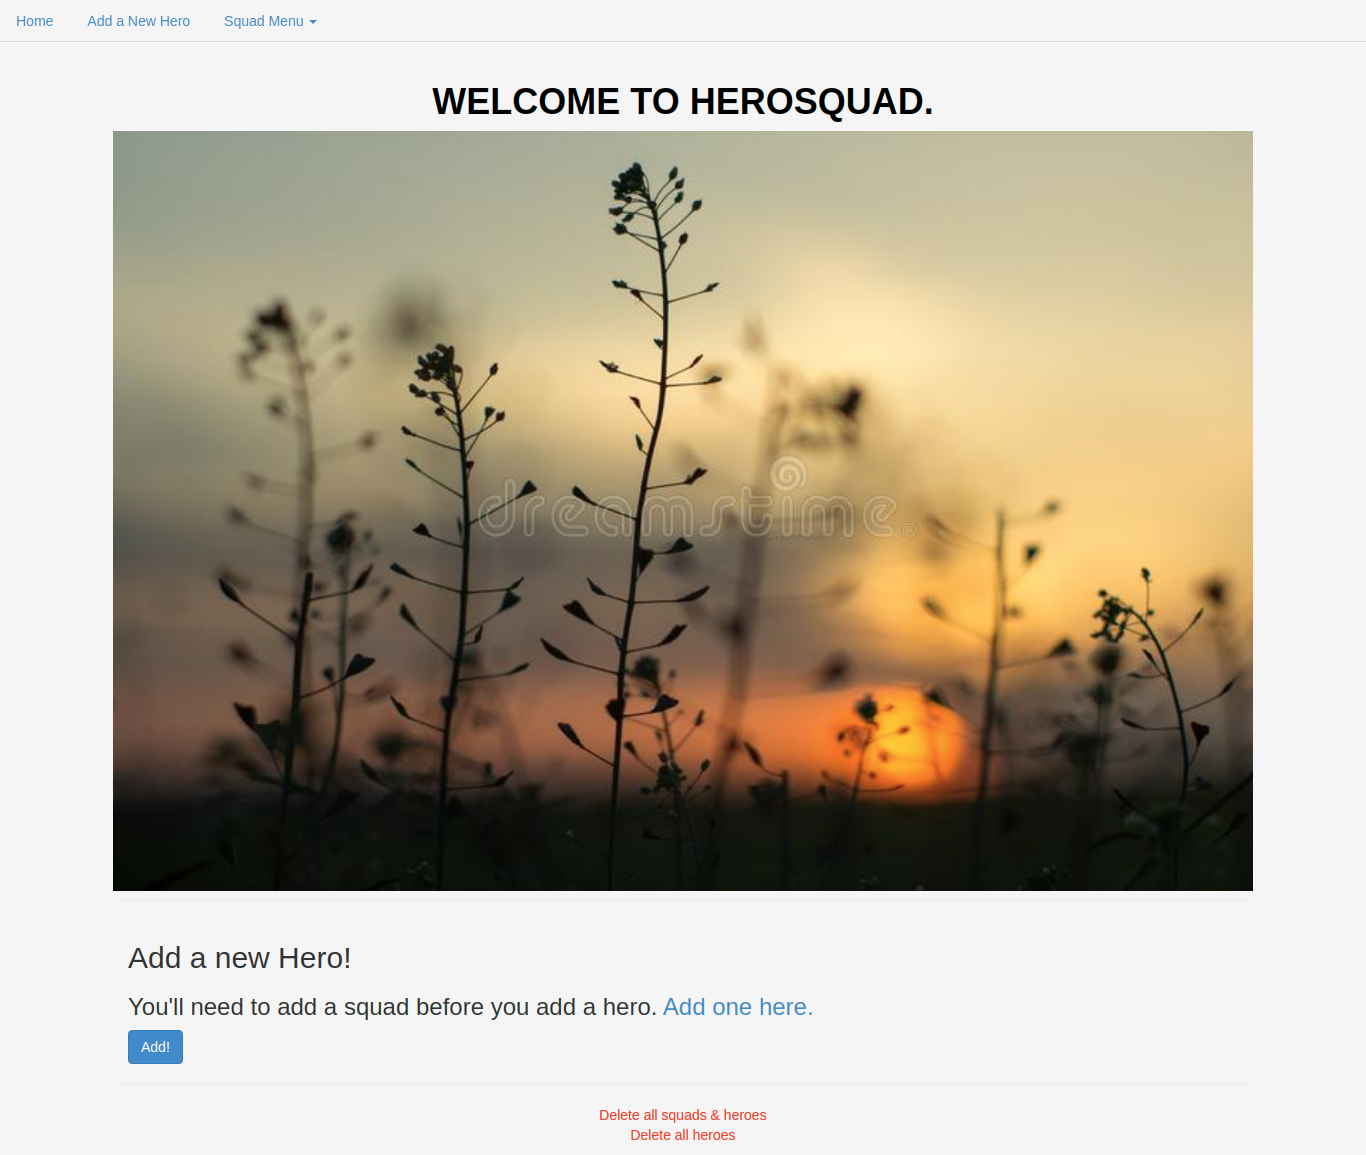 Home
Add a New Hero
Squad Menu
WELCOME TO HEROSQUAD.
dreamstime
Add a new Hero!
You'll need to add a squad before you add a hero. Add one here.
Add!
Delete all squads & heroes
Delete all heroes